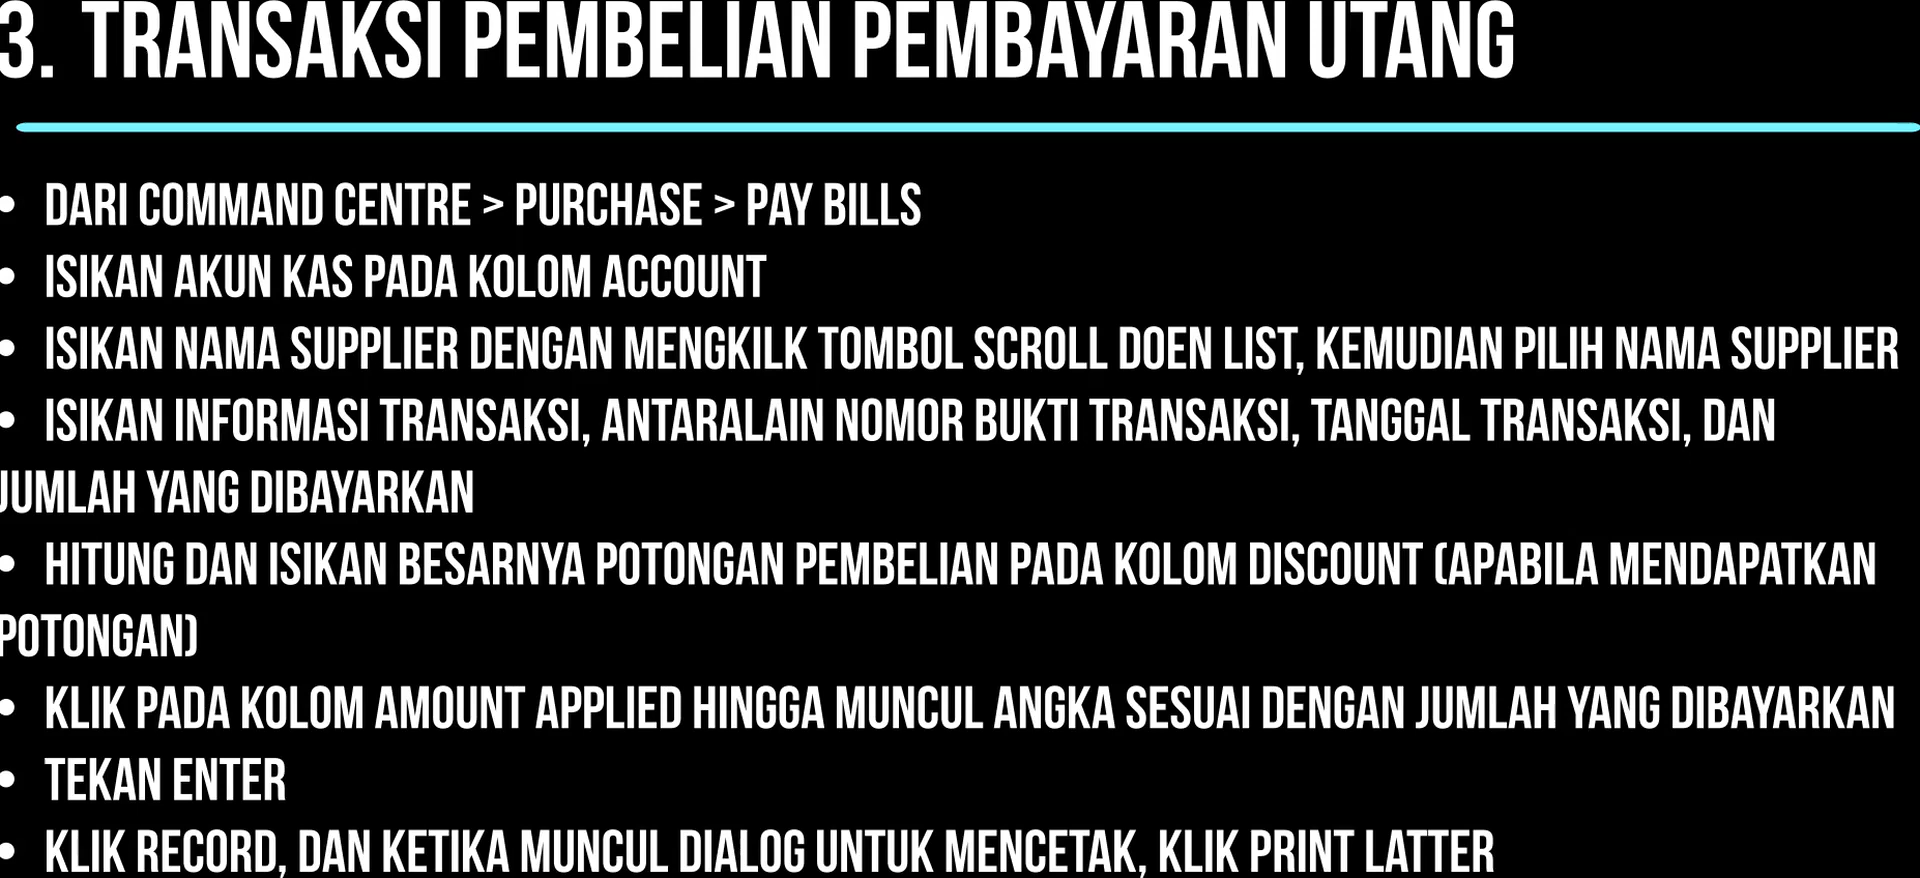 3. TRANSAKSI PEMBELIAN PEMBAYARAN UTANG
• DARI COMMAND CENTRE > PURCHASE > PAY BILLS
• ISIKAN AKUN KAS PADA KOLOM ACCOUNT
• ISIKAN NAMA SUPPLIER DENGAN MENGKILK TOMBOL SCROLL DOEN LIST, KEMUDIAN PILIH NAMA SUPPLIER
• ISIKAN INFORMASI TRANSAKSI, ANTARALAIN NOMOR BUKTI TRANSAKSI, TANGGAL TRANSAKSI, DAN
JUMLAH YANG DIBAYARKAN
• HITUNG DAN ISIKAN BESARNYA POTONGAN PEMBELIAN PADA KOLOM DISCOUNT (APABILA MENDAPATKAN
POTONGAN)
• KLIK PADA KOLOM AMOUNT APPLIED HINGGA MUNCUL ANGKA SESUAI DENGAN JUMLAH YANG DIBAYARKAN
• TEKAN ENTER
• KLIK RECORD, DAN KETIKA MUNCUL DIALOG UNTUK MENCETAK, KLIK PRINT LATTER